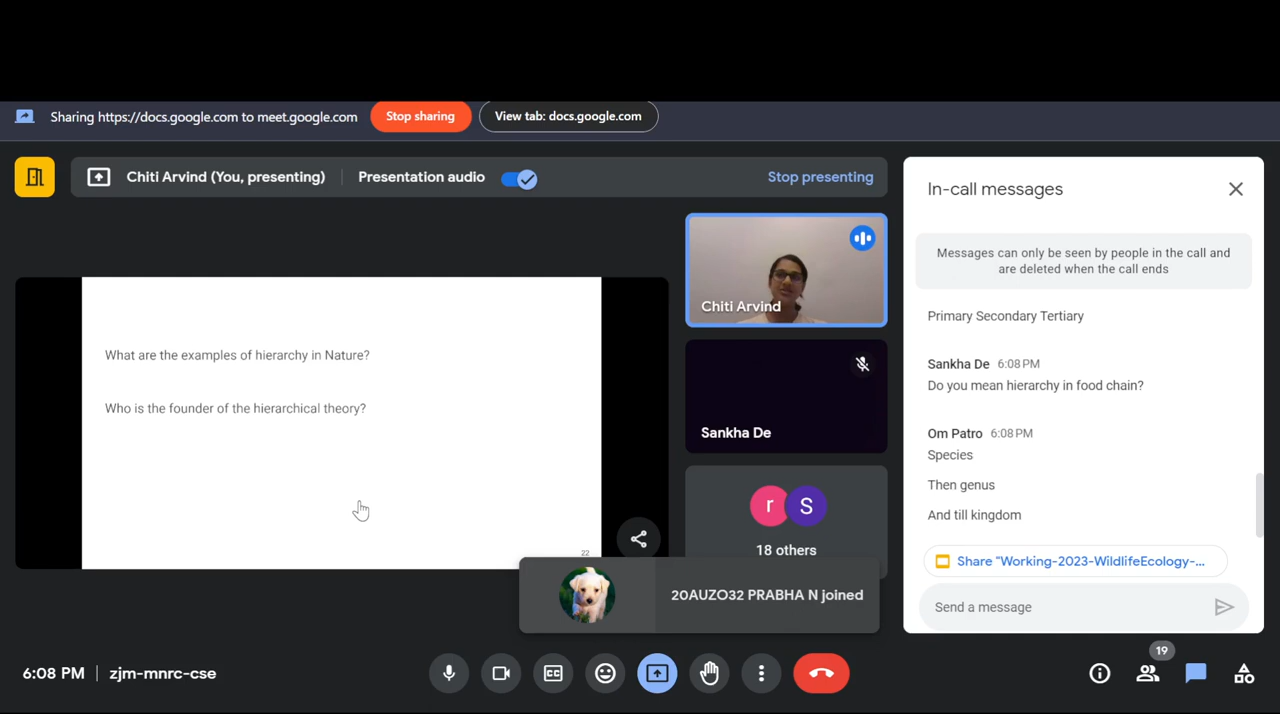 Sharing https://docs.google.com to meet.google.com
Stop sharing
View tab: docs.google.com
Chiti Arvind (You, presenting)
Presentation audio
Stop presenting
What are the examples of hierarchy in Nature?
Who is the founder of the hierarchical theory?
22
Chiti Arvind
Sankha De
r
S
18 others
20AUZO32 PRABHA N joined
In-call messages
Messages can only be seen by people in the call and
are deleted when the call ends
Primary Secondary Tertiary
Sankha De 6:08 PM
Do you mean hierarchy in food chain?
Om Patro 6:08 PM
Species
Then genus
And till kingdom
Share "Working-2023-WildlifeEcology-...
Send a message
6:08 PM
zjm-mnrc-cse
CC
19